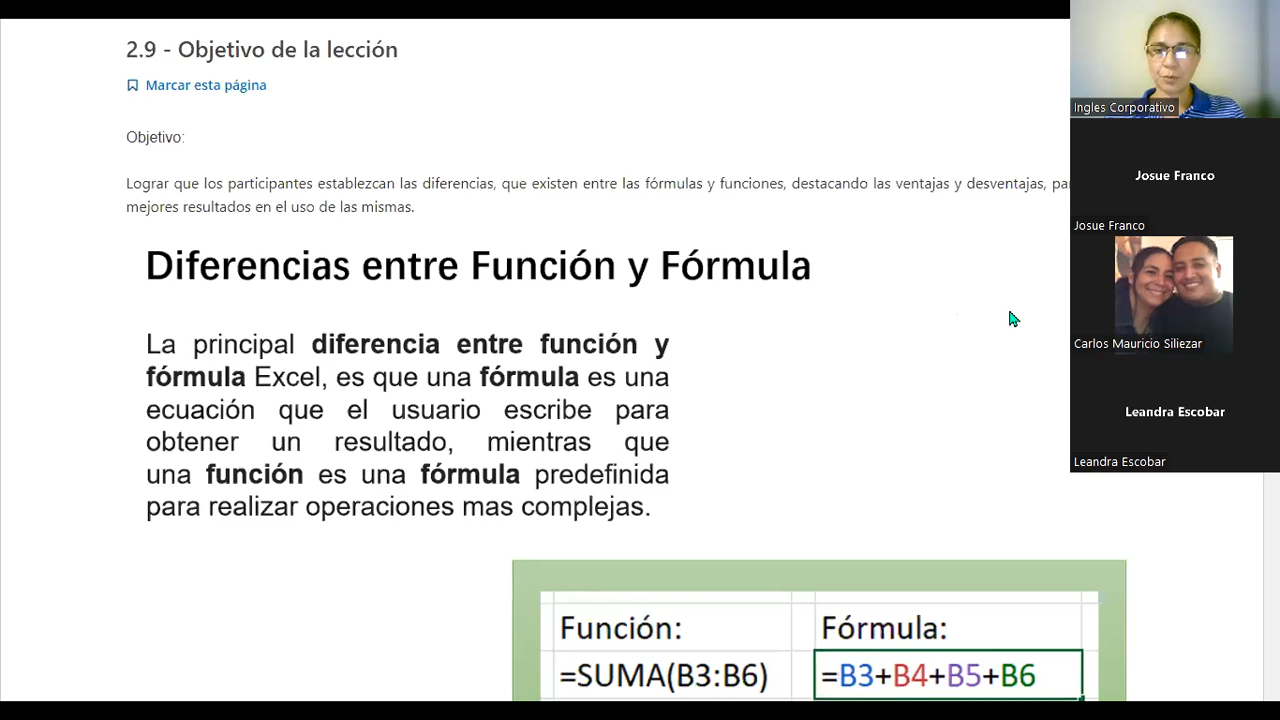 2.9 - Objetivo de la lección
Marcar esta página
Objetivo:
Lograr que los participantes establezcan las diferencias, que existen entre las fórmulas y funciones, destacando las ventajas y desventajas, par
mejores resultados en el uso de las mismas.
Diferencias entre Función y Fórmula
La principal diferencia entre función y
fórmula Excel, es que una fórmula es una
ecuación que el usuario escribe para
obtener un resultado, mientras que
una función es una fórmula predefinida
para realizar operaciones mas complejas.
Función:
Fórmula:
=SUMA(B3:B6)
=B3+B4+B5+B6
Ingles Corporativo
Josue Franco
Josue Franco
Carlos Mauricio Siliezar
Leandra Escobar
Leandra Escobar